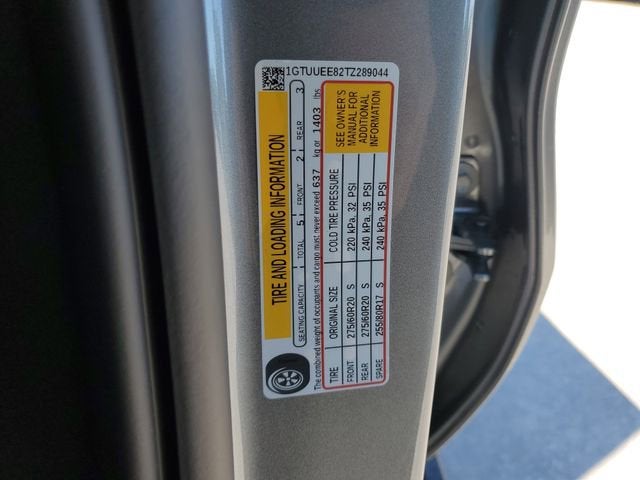 1GTUUEE82TZ289044
TIRE AND LOADING INFORMATION
SEATING CAPACITY TOTAL 5 FRONT 2 REAR 3
The combined weight of occupants and cargo must never exceed 637 kg or 1403 lbs
TIRE ORIGINAL SIZE COLD TIRE PRESSURE
FRONT 275/60R20 S 220 kPa, 32 PSI
REAR 275/60R20 S 240 kPa, 35 PSI
SPARE 255/80R17 S 240 kPa, 35 PSI
SEE OWNER'S
MANUAL FOR
ADDITIONAL
INFORMATION